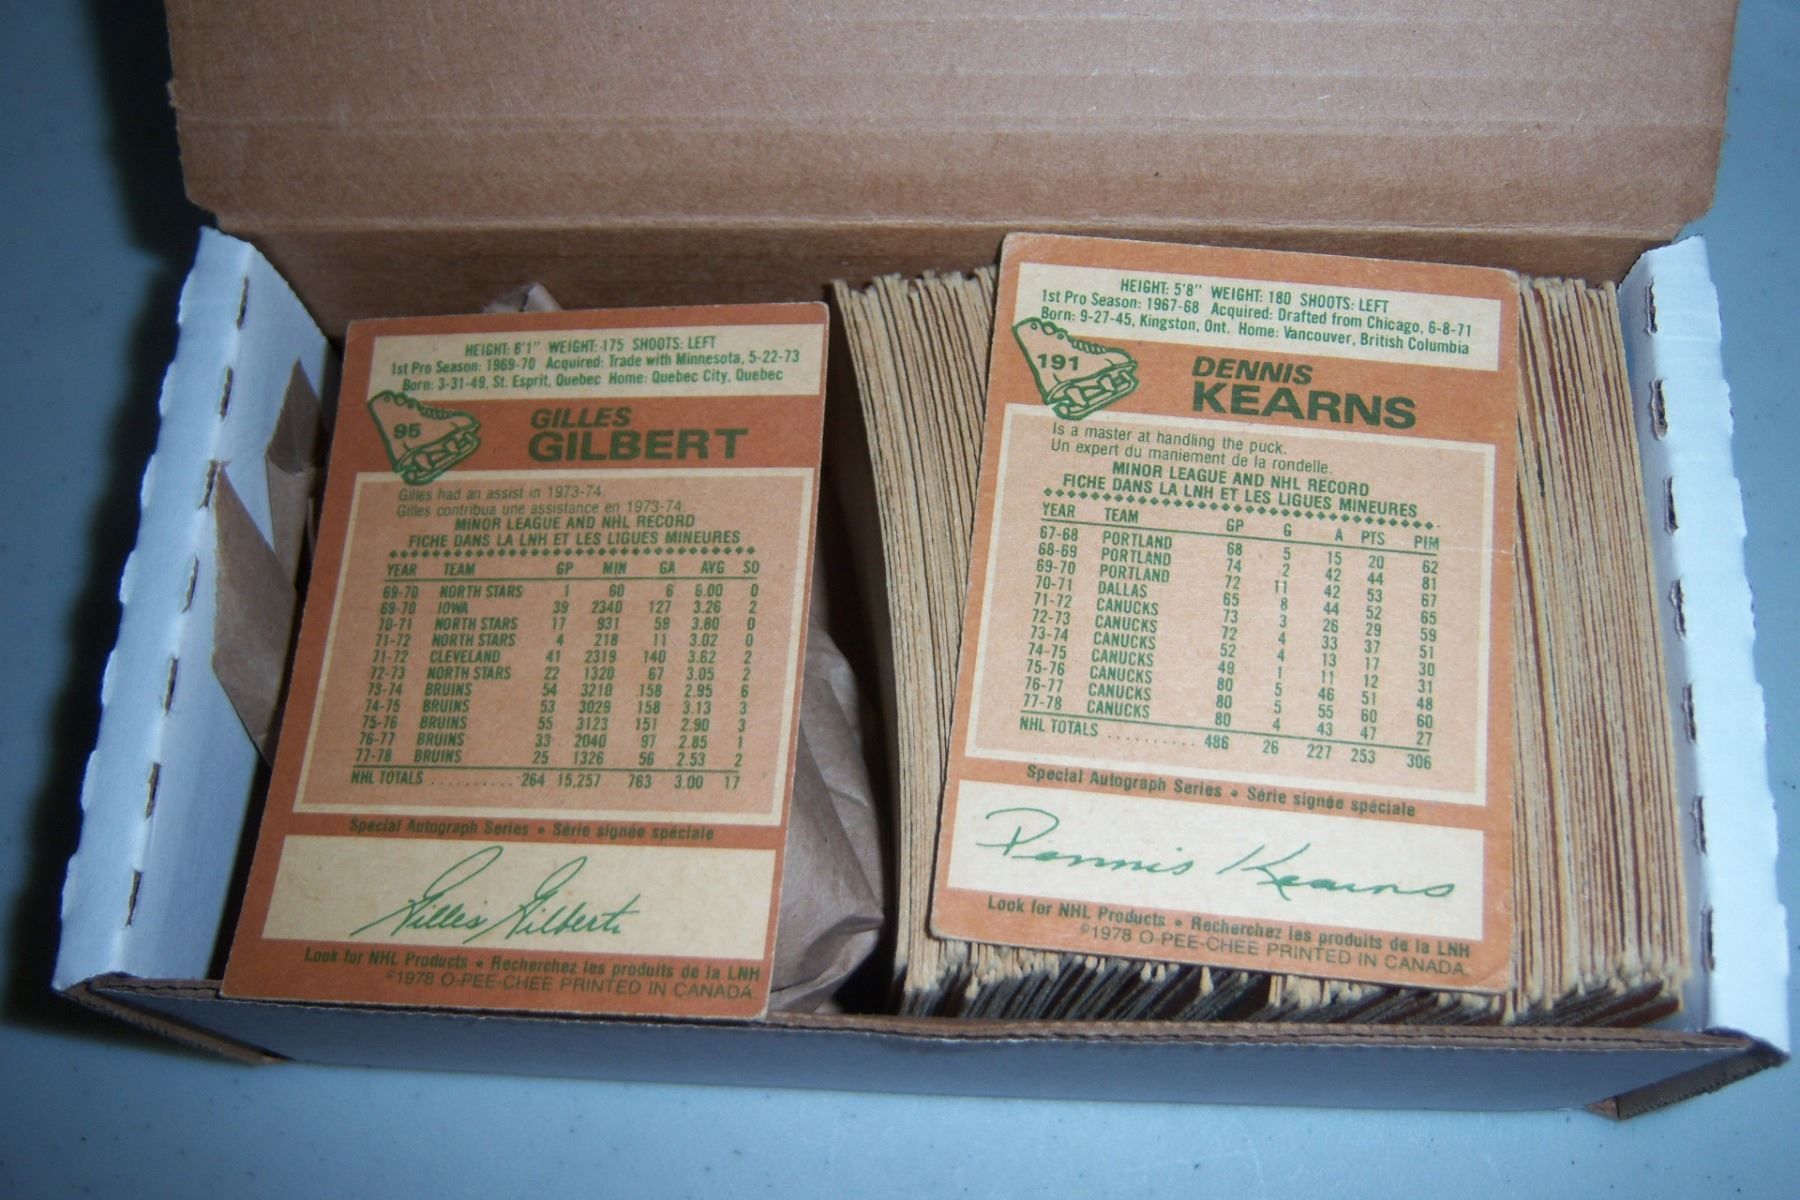 HEIGHT: 6'1" WEIGHT: 175 SHOOTS: LEFT
1st Pro Season: 1969-70 Acquired: Trade with Minnesota, 5-22-73
Born: 3-31-49, St. Esprit, Quebec Home: Quebec City, Quebec
95
GILLES
GILBERT
Gilles had an assist in 1973-74.
Gilles contribua une assistance en 1973-74.
MINOR LEAGUE AND NHL RECORD
FICHE DANS LA LNH ET LES LIGUES MINEURES
YEAR TEAM GP MIN GA AVG SO
69-70 NORTH STARS 1 60 6 6.00 0
69-70 IOWA 39 2340 127 3.26 2
70-71 NORTH STARS 17 931 59 3.80 0
71-72 NORTH STARS 4 218 11 3.02 0
71-72 CLEVELAND 41 2319 140 3.62 2
72-73 NORTH STARS 22 1320 67 3.05 2
73-74 BRUINS 54 3210 158 2.95 6
74-75 BRUINS 53 3029 158 3.13 3
75-76 BRUINS 55 3123 151 2.90 3
76-77 BRUINS 33 2040 97 2.85 1
77-78 BRUINS 25 1326 56 2.53 2
NHL TOTALS .......... 264 15,257 763 3.00 17
Special Autograph Series • Série signée spéciale
Gilles Gilbert
Look for NHL Products • Recherchez les produits de la LNH
©1978 O-PEE-CHEE PRINTED IN CANADA.
HEIGHT: 5'8" WEIGHT: 180 SHOOTS: LEFT
1st Pro Season: 1967-68 Acquired: Drafted from Chicago, 6-8-71
Born: 9-27-45, Kingston, Ont. Home: Vancouver, British Columbia
191
DENNIS
KEARNS
Is a master at handling the puck.
Un expert du maniement de la rondelle.
MINOR LEAGUE AND NHL RECORD
FICHE DANS LA LNH ET LES LIGUES MINEURES
YEAR TEAM GP G A PTS PIM
67-68 PORTLAND 68 5 15 20 62
68-69 PORTLAND 74 2 42 44 81
69-70 PORTLAND 72 11 42 53 67
70-71 DALLAS 65 8 44 52 65
71-72 CANUCKS 73 3 26 29 59
72-73 CANUCKS 72 4 33 37 51
73-74 CANUCKS 52 4 13 17 30
74-75 CANUCKS 49 1 11 12 31
75-76 CANUCKS 80 5 46 51 48
76-77 CANUCKS 80 5 55 60 60
77-78 CANUCKS 80 4 43 47 27
NHL TOTALS .......... 486 26 227 253 306
Special Autograph Series • Série signée spéciale
Dennis Kearns
Look for NHL Products • Recherchez les produits de la LNH
©1978 O-PEE-CHEE PRINTED IN CANADA.